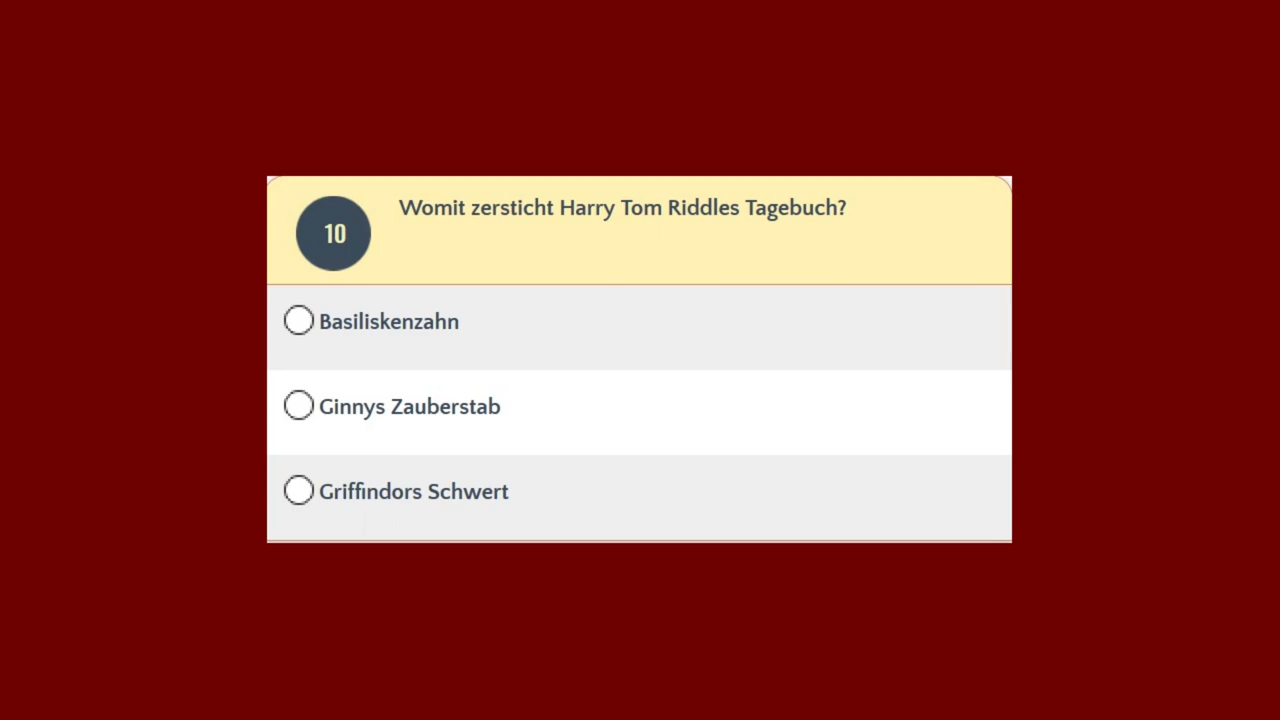 10
Womit zersticht Harry Tom Riddles Tagebuch?
Basiliskenzahn
Ginnys Zauberstab
Griffindors Schwert